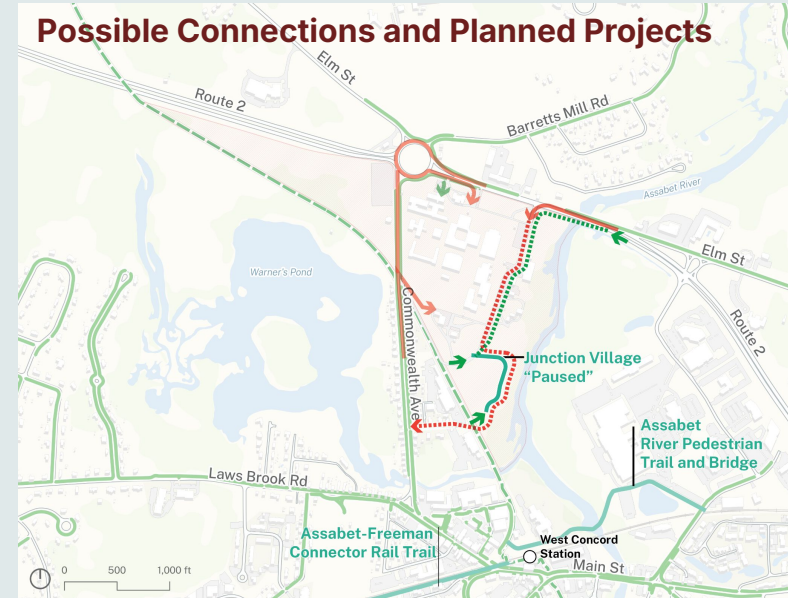 Possible Connections and Planned Projects
Elm St
Route 2
Barretts Mill Rd
Assabet River
Elm St
Warner's Pond
Commonwealth Ave
Route 2
Junction Village
"Paused"
Assabet
River Pedestrian
Trail and Bridge
Laws Brook Rd
Assabet-Freeman
Connector Rail Trail
West Concord
Station
Main St
0 500 1,000 ft